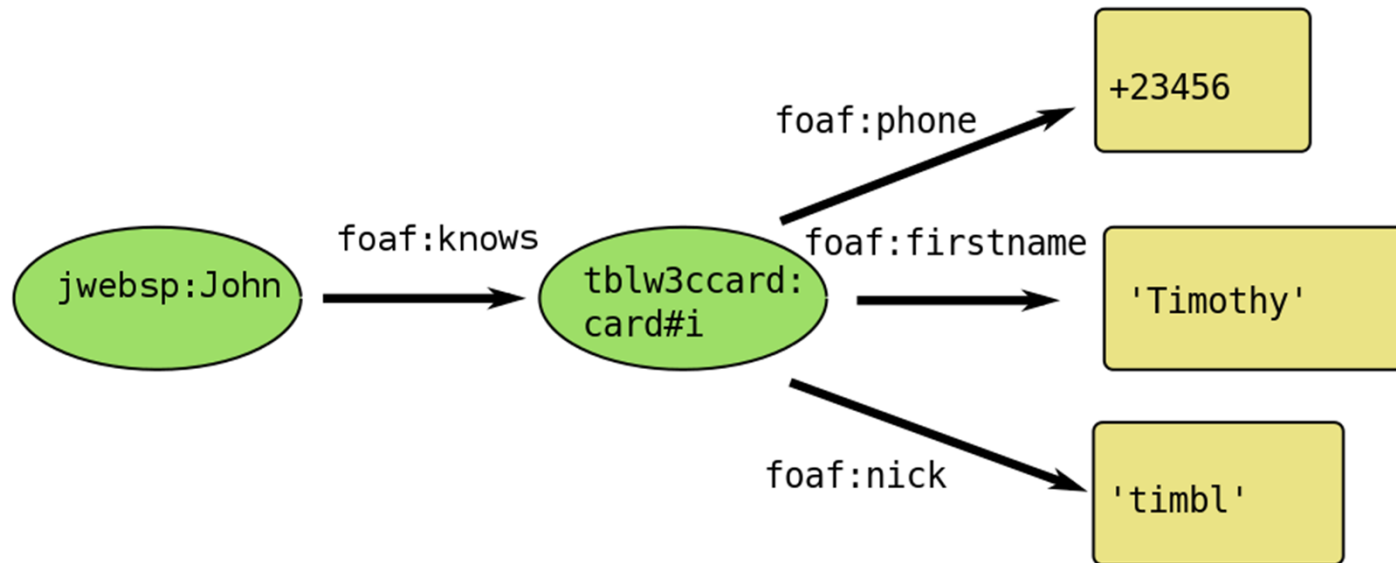 +23456
foaf:phone
foaf:knows
foaf:firstname
jwebsp:John
tblw3ccard:
card#i
'Timothy'
foaf:nick
'timbl'